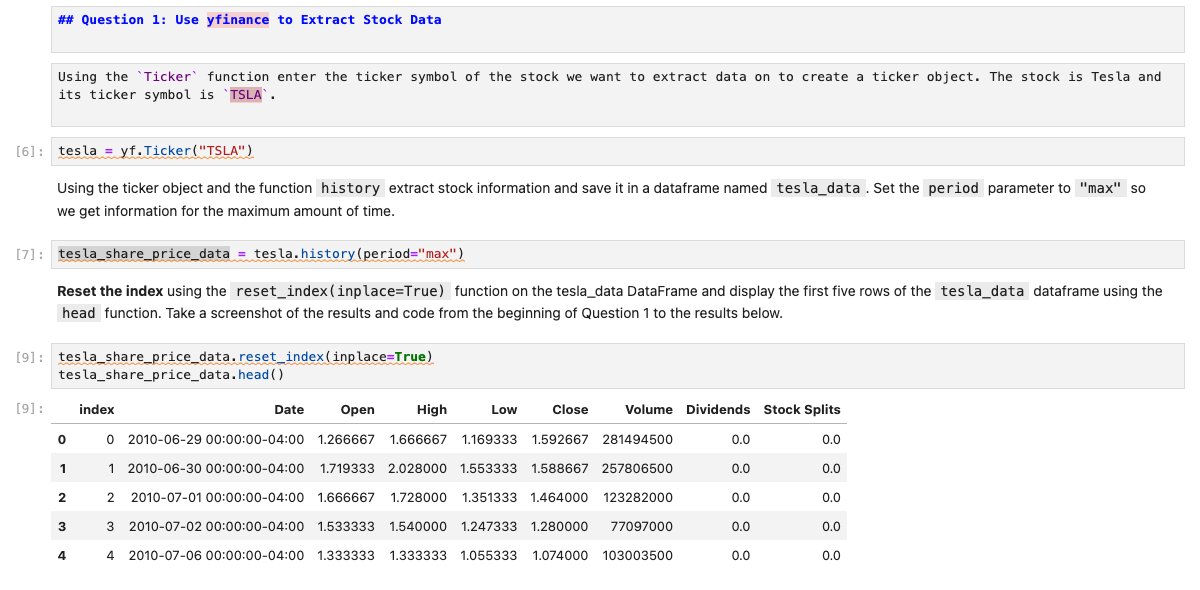 ## Question 1: Use yfinance to Extract Stock Data
Using the `Ticker` function enter the ticker symbol of the stock we want to extract data on to create a ticker object. The stock is Tesla and
its ticker symbol is `TSLA`.
[6]: tesla = yf.Ticker("TSLA")
Using the ticker object and the function history extract stock information and save it in a dataframe named tesla_data. Set the period parameter to "max" so
we get information for the maximum amount of time.
[7]: tesla_share_price_data = tesla.history(period="max")
Reset the index using the reset_index(inplace=True) function on the tesla_data DataFrame and display the first five rows of the tesla_data dataframe using the
head function. Take a screenshot of the results and code from the beginning of Question 1 to the results below.
[9]: tesla_share_price_data.reset_index(inplace=True)
tesla_share_price_data.head()
[9]: index Date Open High Low Close Volume Dividends Stock Splits
0 0 2010-06-29 00:00:00-04:00 1.266667 1.666667 1.169333 1.592667 281494500 0.0 0.0
1 1 2010-06-30 00:00:00-04:00 1.719333 2.028000 1.553333 1.588667 257806500 0.0 0.0
2 2 2010-07-01 00:00:00-04:00 1.666667 1.728000 1.351333 1.464000 123282000 0.0 0.0
3 3 2010-07-02 00:00:00-04:00 1.533333 1.540000 1.247333 1.280000 77097000 0.0 0.0
4 4 2010-07-06 00:00:00-04:00 1.333333 1.333333 1.055333 1.074000 103003500 0.0 0.0